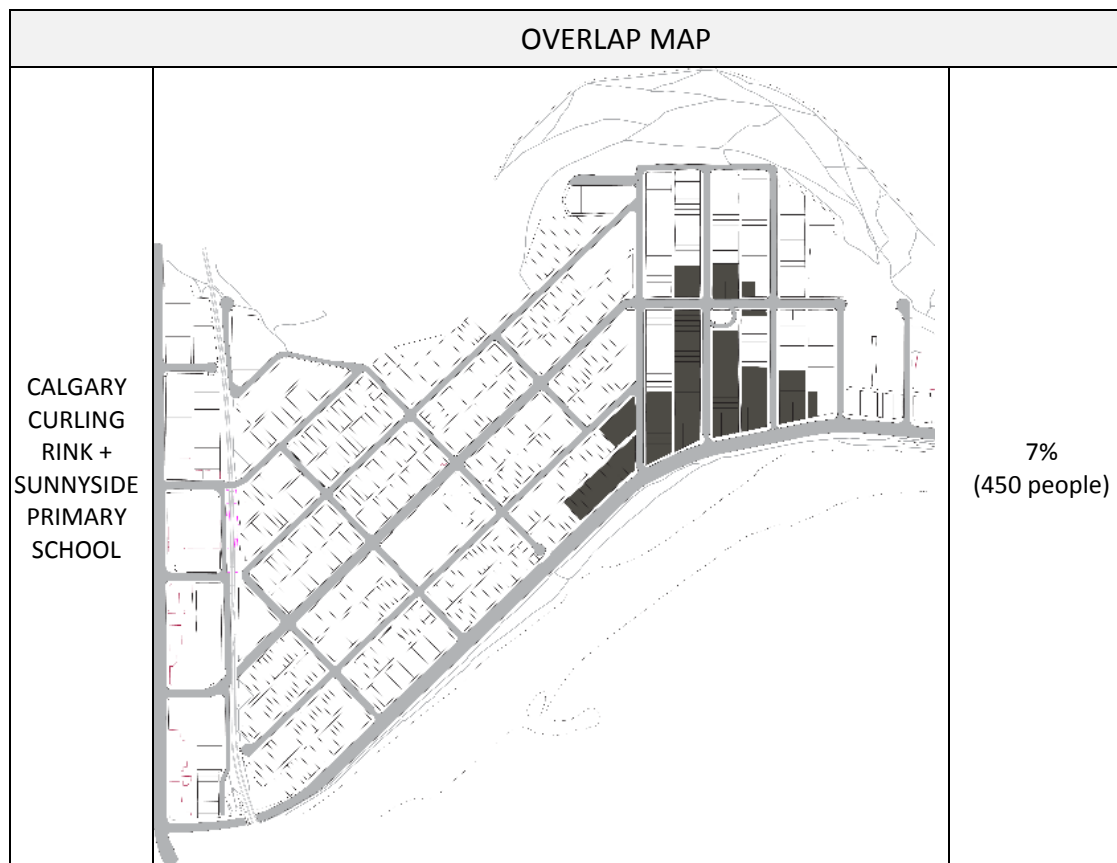 OVERLAP MAP
CALGARY
CURLING
RINK +
SUNNYSIDE
PRIMARY
SCHOOL
7%
(450 people)